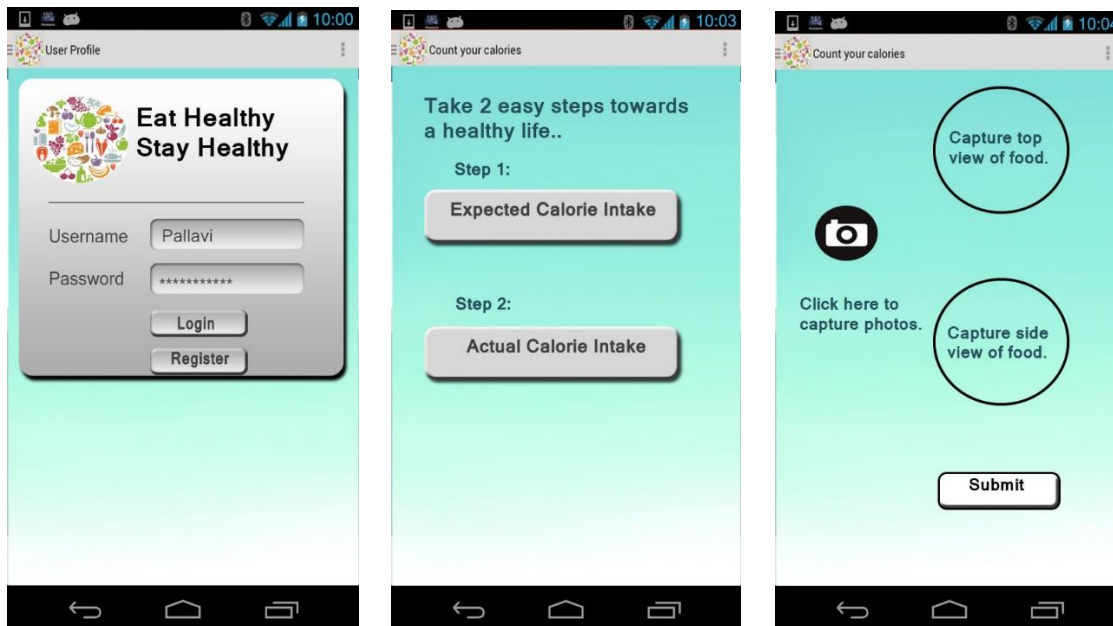 10:00
User Profile
Eat Healthy
Stay Healthy
Username Pallavi
Password ***********
Login
Register
10:03
Count your calories
Take 2 easy steps towards
a healthy life..
Step 1:
Expected Calorie Intake
Step 2:
Actual Calorie Intake
10:04
Count your calories
Capture top
view of food.
Click here to
capture photos.
Capture side
view of food.
Submit